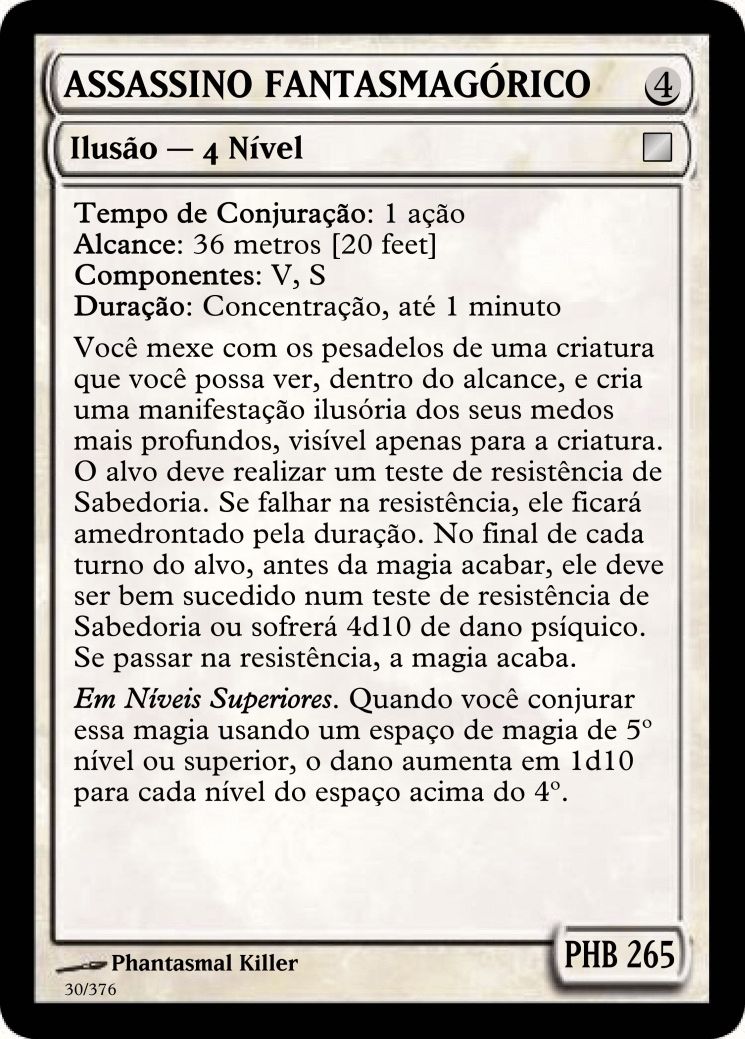 ASSASSINO FANTASMAGÓRICO 4
Ilusão — 4 Nível
Tempo de Conjuração: 1 ação
Alcance: 36 metros [20 feet]
Componentes: V, S
Duração: Concentração, até 1 minuto
Você mexe com os pesadelos de uma criatura
que você possa ver, dentro do alcance, e cria
uma manifestação ilusória dos seus medos
mais profundos, visível apenas para a criatura.
O alvo deve realizar um teste de resistência de
Sabedoria. Se falhar na resistência, ele ficará
amedrontado pela duração. No final de cada
turno do alvo, antes da magia acabar, ele deve
ser bem sucedido num teste de resistência de
Sabedoria ou sofrerá 4d10 de dano psíquico.
Se passar na resistência, a magia acaba.
Em Níveis Superiores. Quando você conjurar
essa magia usando um espaço de magia de 5º
nível ou superior, o dano aumenta em 1d10
para cada nível do espaço acima do 4º.
PHB 265
Phantasmal Killer
30/376